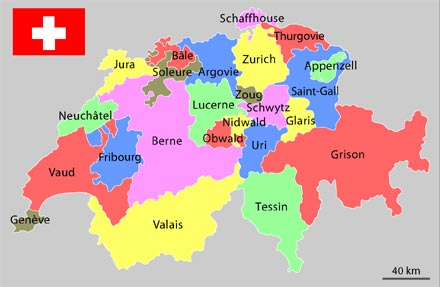 Schaffhouse
Thurgovie
Jura
Bâle
Zurich
Appenzell
Soleure
Argovie
Saint-Gall
Zoug
Lucerne
Schwytz
Neuchâtel
Nidwald
Glaris
Berne
Obwald
Uri
Fribourg
Grison
Vaud
Genève
Valais
Tessin
40 km